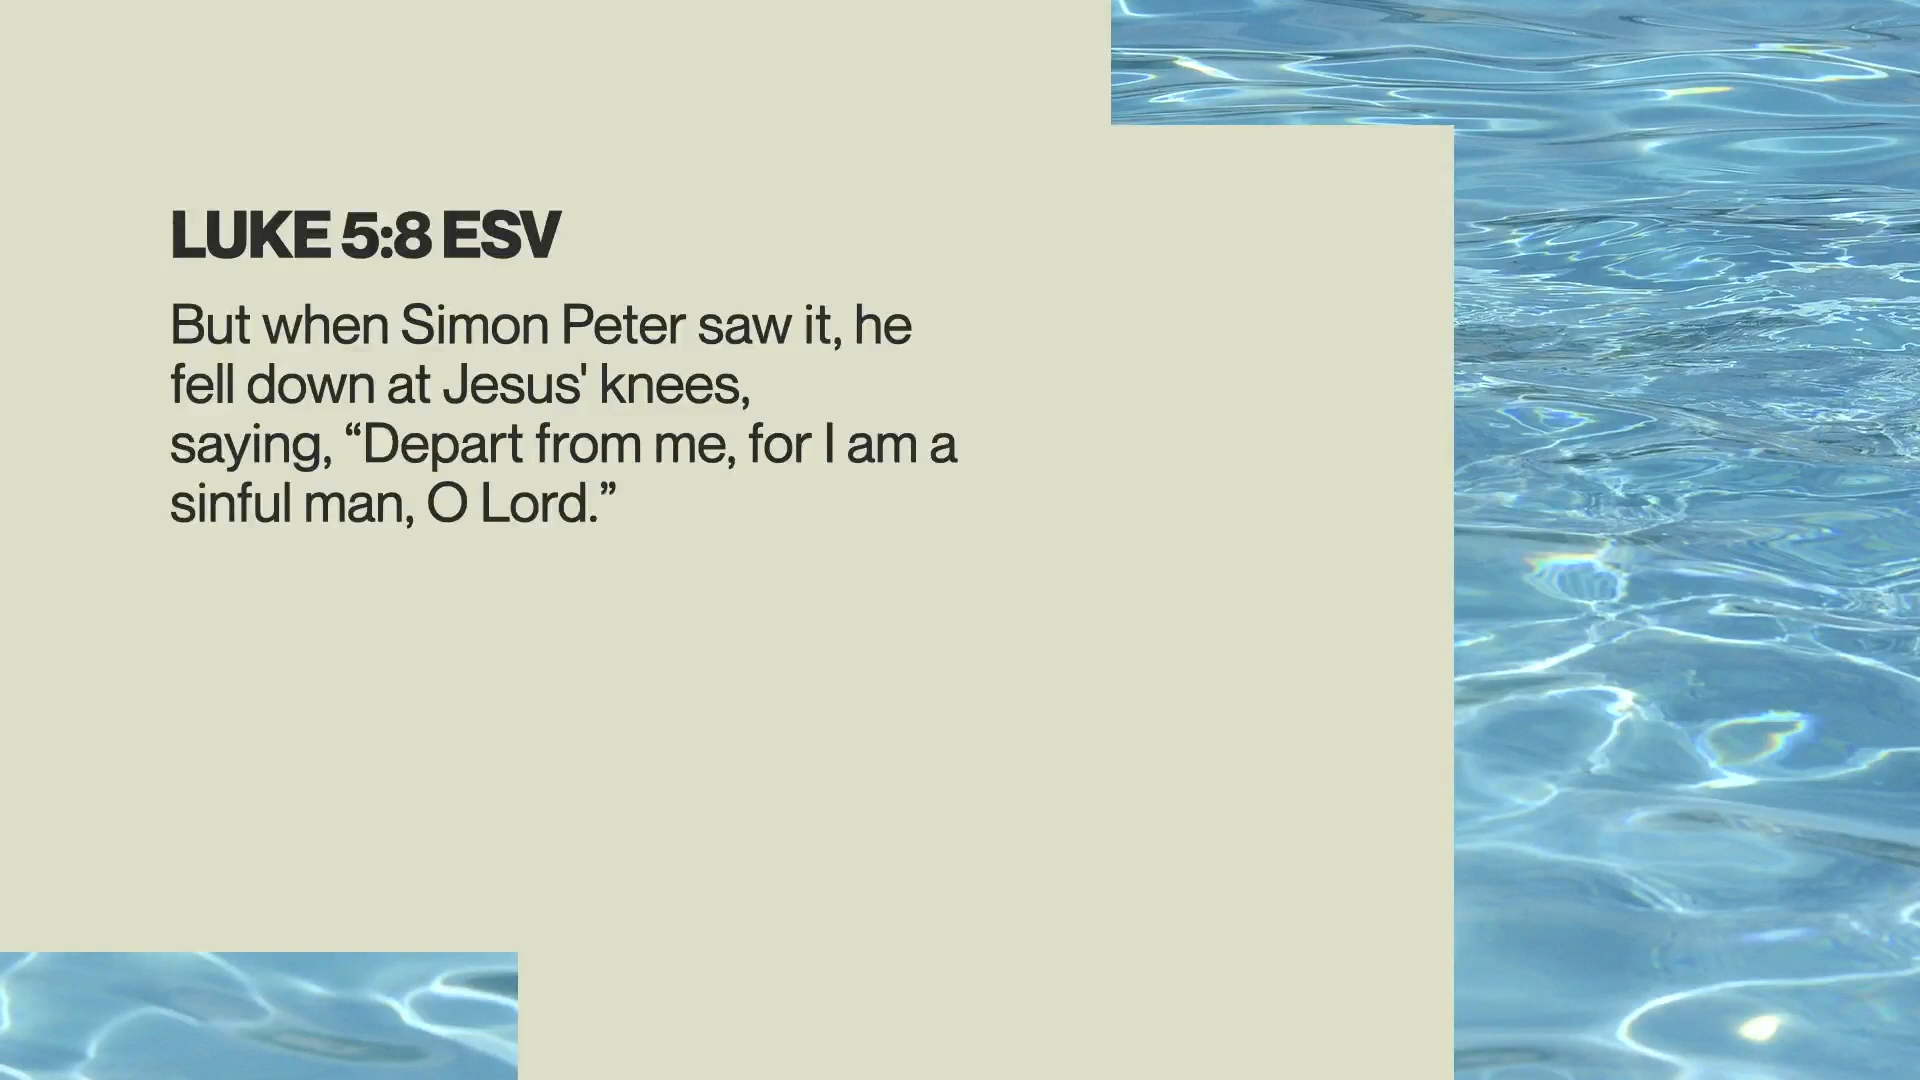 LUKE 5:8 ESV
But when Simon Peter saw it, he
fell down at Jesus' knees,
saying, “Depart from me, for I am a
sinful man, O Lord.”